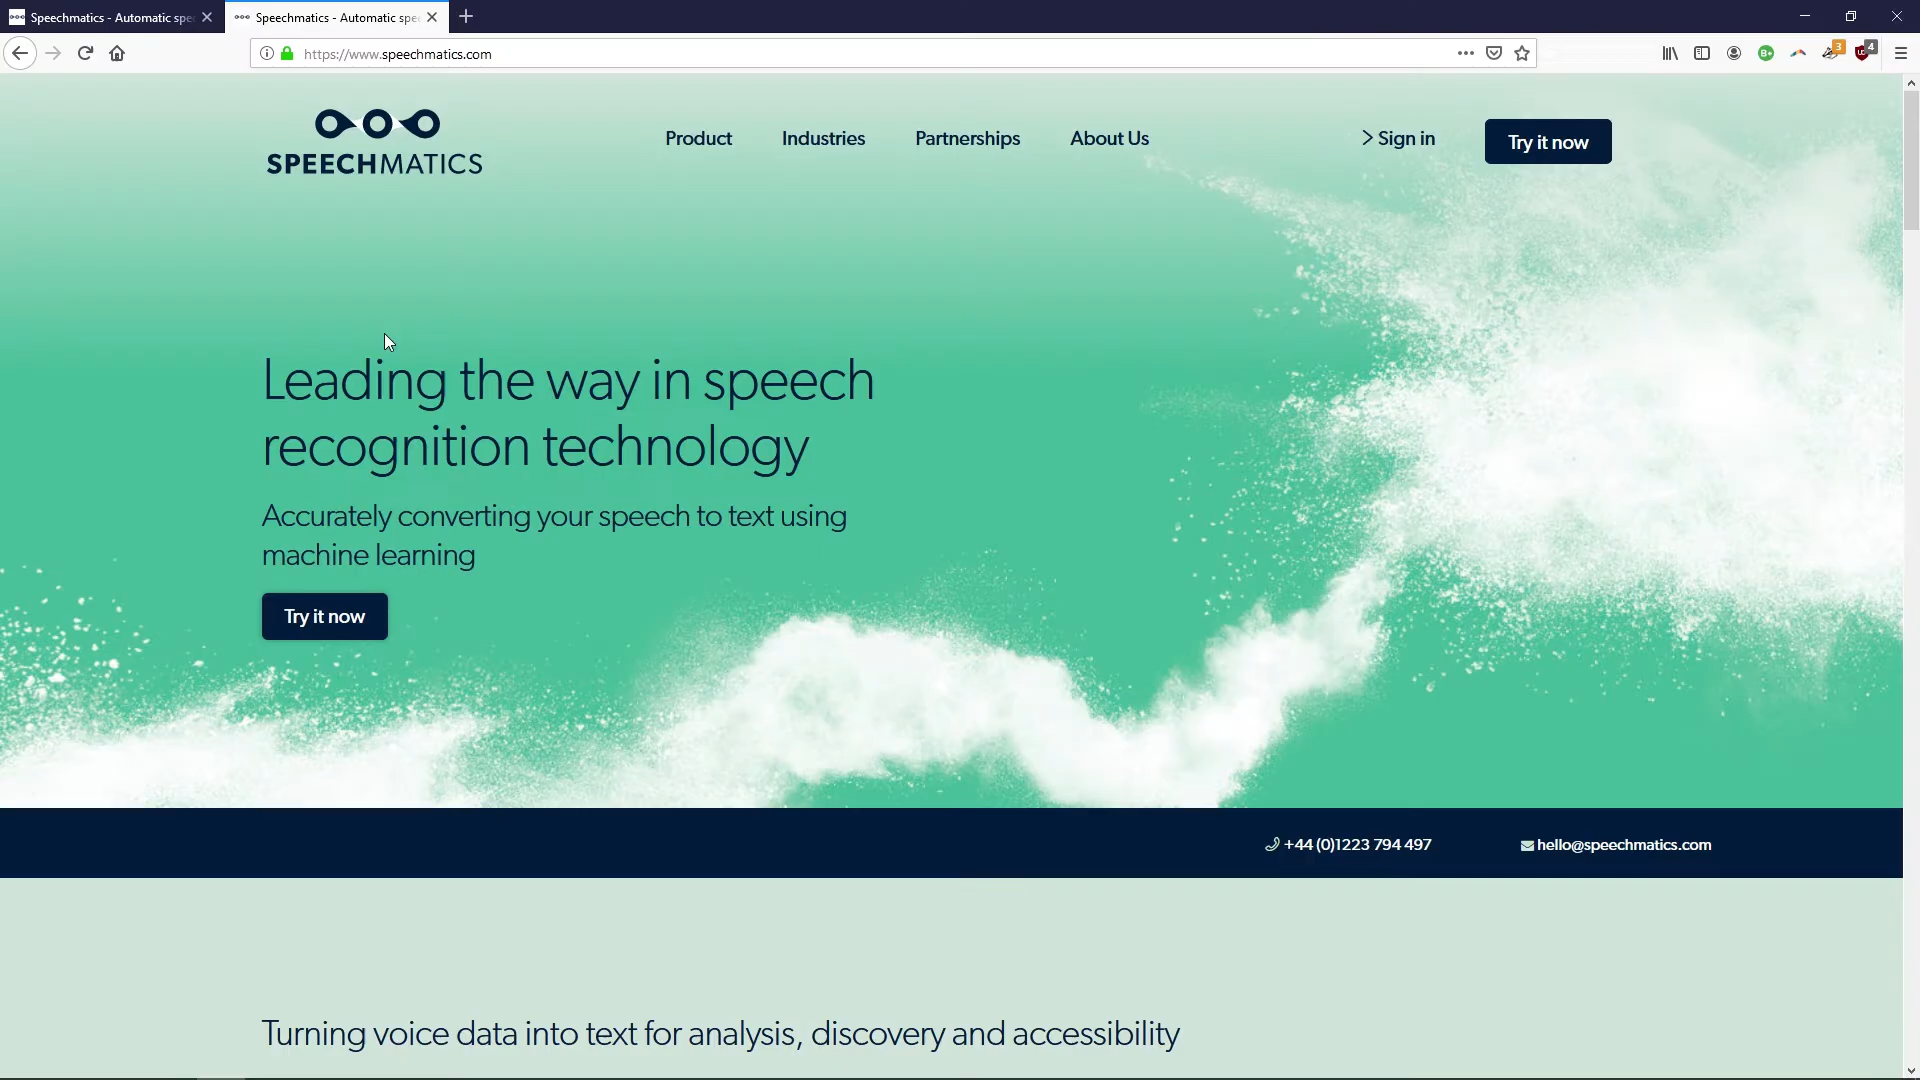 Speechmatics - Automatic spe
Speechmatics - Automatic spe
https://www.speechmatics.com
B+
3
4
SPEECHMATICS
Product
Industries
Partnerships
About Us
Sign in
Try it now
Leading the way in speech
recognition technology
Accurately converting your speech to text using
machine learning
Try it now
+44 (0)1223 794 497
hello@speechmatics.com
Turning voice data into text for analysis, discovery and accessibility